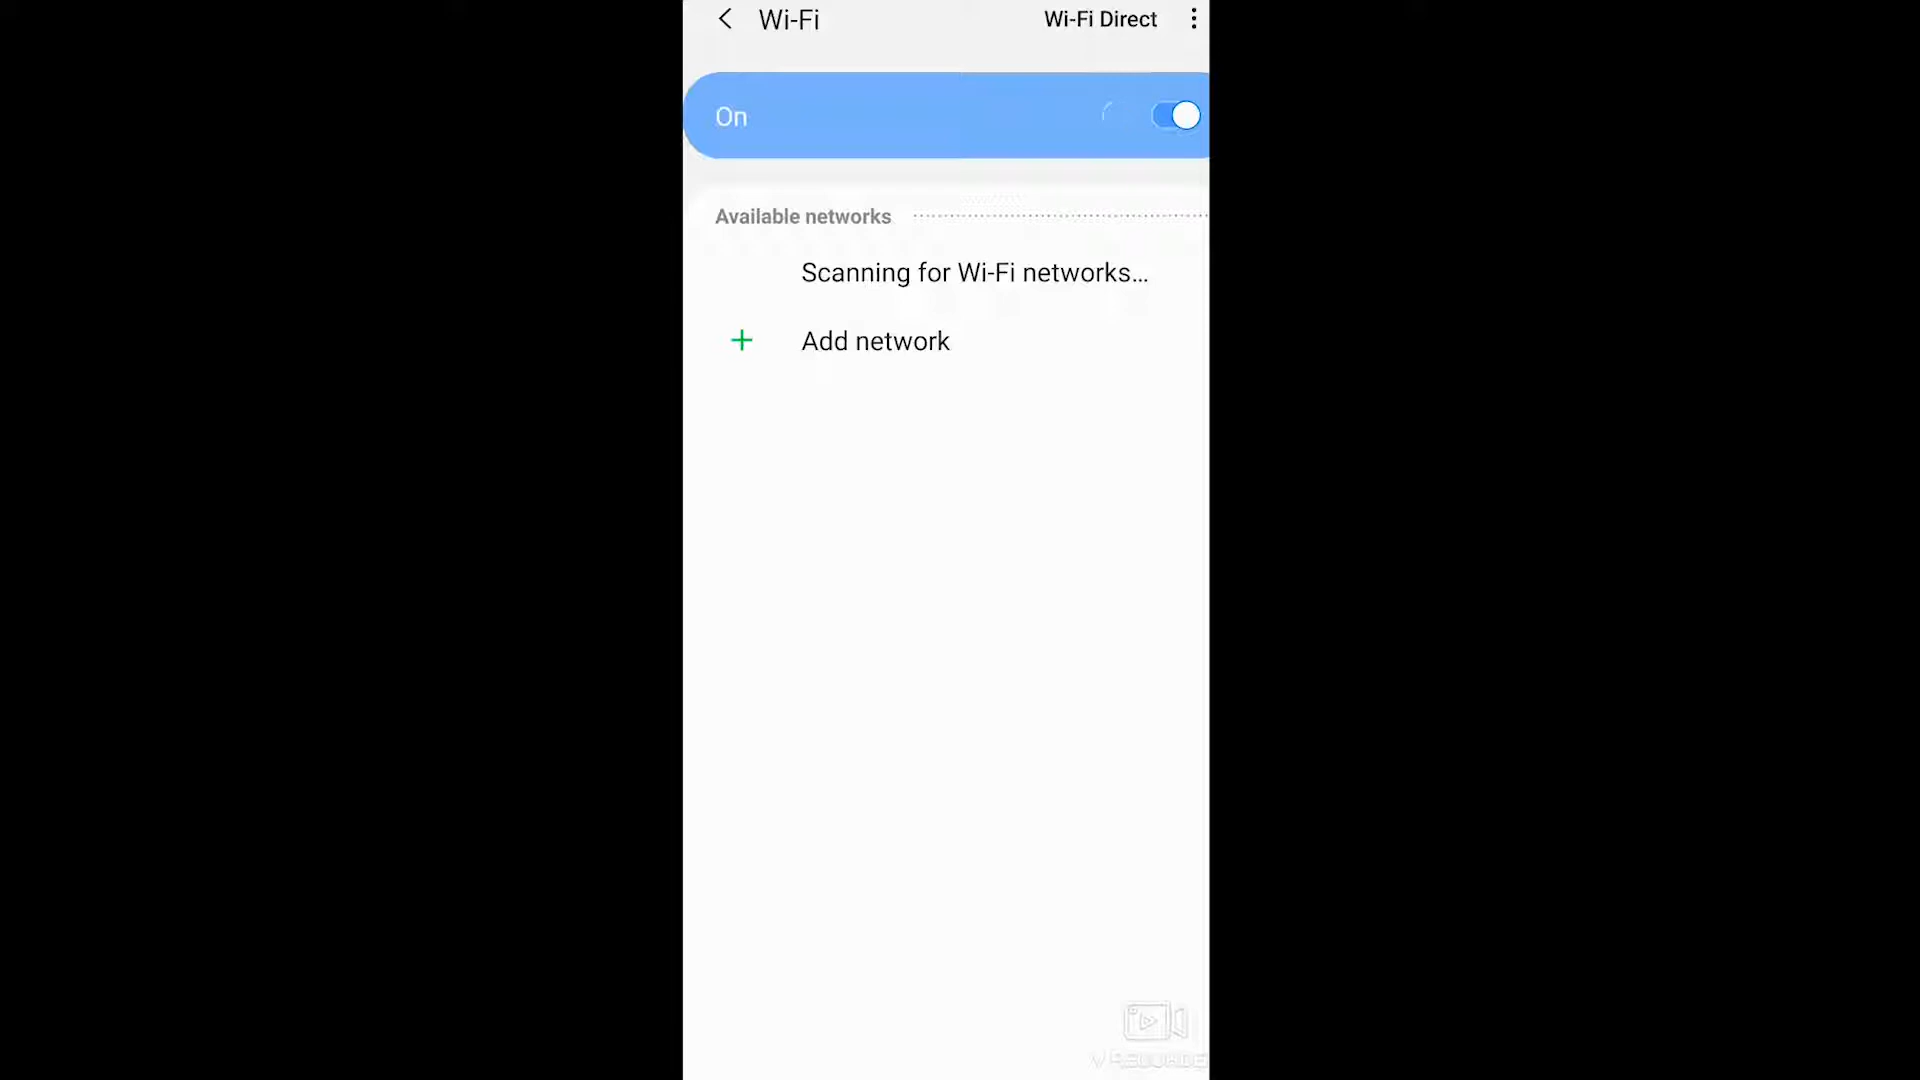 Wi-Fi
Wi-Fi Direct
On
Available networks
Scanning for Wi-Fi networks...
Add network